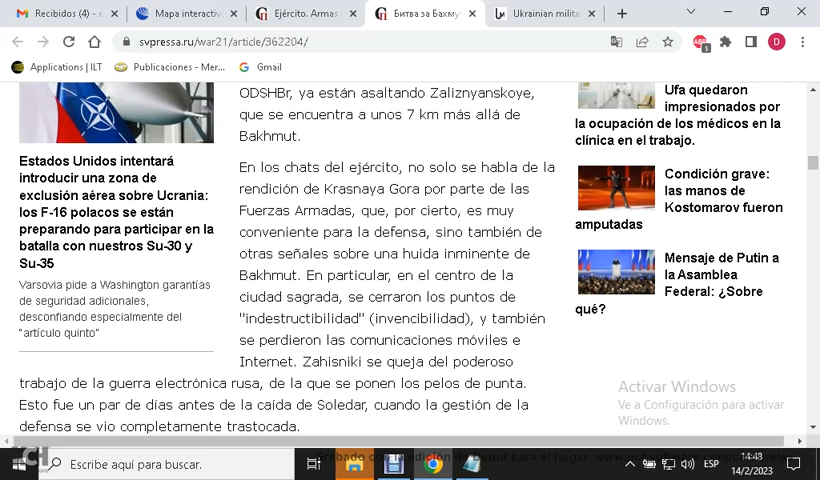 Recibidos (4) - e
Mapa interactiv
Ejército. Armas
Битва за Бахму
Ukrainian milita
svpressa.ru/war21/article/362204/
Applications | ILT
Publicaciones - Mer...
Gmail
ODSHBr, ya están asaltando Zaliznyanskoye,
que se encuentra a unos 7 km más allá de
Bakhmut.
En los chats del ejército, no solo se habla de la
rendición de Krasnaya Gora por parte de las
Fuerzas Armadas, que, por cierto, es muy
conveniente para la defensa, sino también de
otras señales sobre una huida inminente de
Bakhmut. En particular, en el centro de la
ciudad sagrada, se cerraron los puntos de
"indestructibilidad" (invencibilidad), y también
se perdieron las comunicaciones móviles e
Internet. Zahisniki se queja del poderoso
trabajo de la guerra electrónica rusa, de la que se ponen los pelos de punta.
Esto fue un par de días antes de la caída de Soledar, cuando la gestión de la
defensa se vio completamente trastocada.
Estados Unidos intentará
introducir una zona de
exclusión aérea sobre Ucrania:
los F-16 polacos se están
preparando para participar en la
batalla con nuestros Su-30 y
Su-35
Varsovia pide a Washington garantías
de seguridad adicionales,
desconfiando especialmente del
"artículo quinto"
Ufa quedaron
impresionados por
la ocupación de los médicos en la
clínica en el trabajo.
Condición grave:
las manos de
Kostomarov fueron
amputadas
Mensaje de Putin a
la Asamblea
Federal: ¿Sobre
qué?
Activar Windows
Ve a Configuración para activar
Windows.
Escribe aquí para buscar.
ESP
14:43
14/2/2023